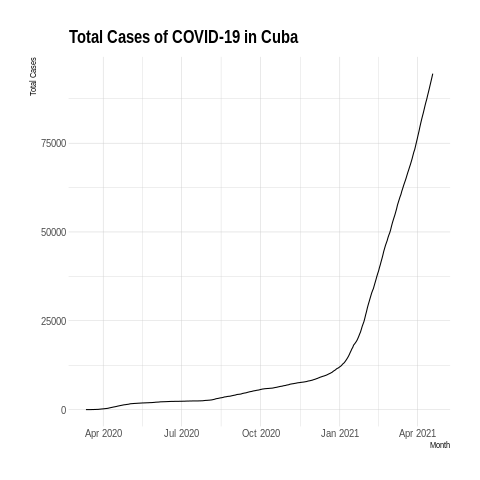 Total Cases of COVID-19 in Cuba
Total Cases
75000
50000
25000
0
Apr 2020 Jul 2020 Oct 2020 Jan 2021 Apr 2021
Month